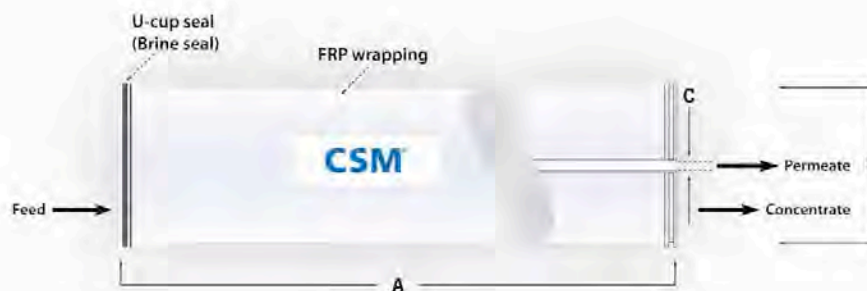 U-cup seal
(Brine seal)
FRP wrapping
C
CSM
Permeate
Feed
Concentrate
A